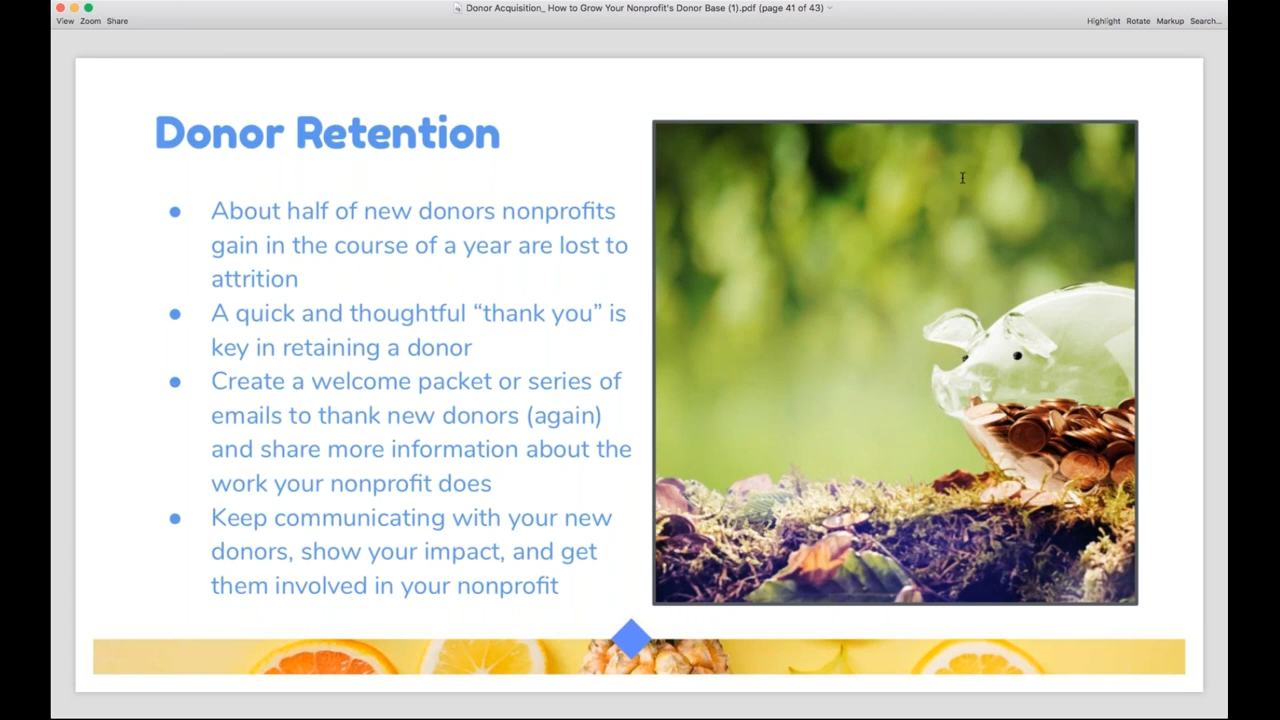 Donor Acquisition_ How to Grow Your Nonprofit's Donor Base (1).pdf (page 41 of 43)
View Zoom Share
Highlight Rotate Markup Search...
Donor Retention
● About half of new donors nonprofits
gain in the course of a year are lost to
attrition
● A quick and thoughtful “thank you” is
key in retaining a donor
● Create a welcome packet or series of
emails to thank new donors (again)
and share more information about the
work your nonprofit does
● Keep communicating with your new
donors, show your impact, and get
them involved in your nonprofit